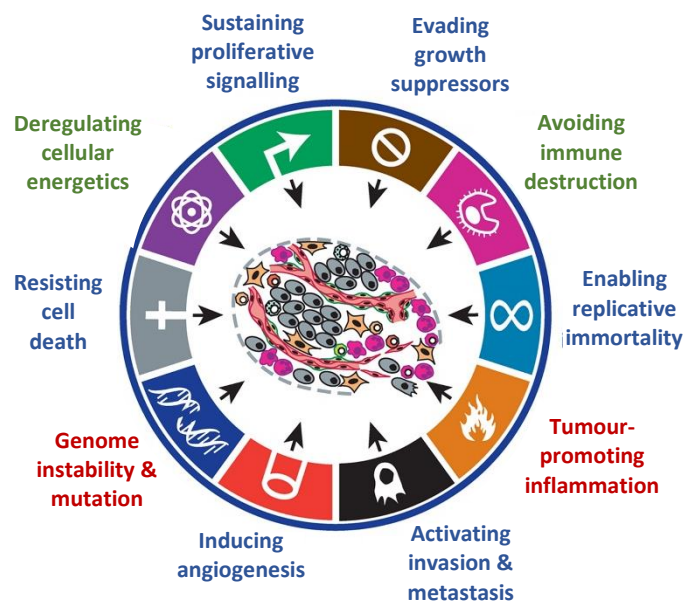 Sustaining
proliferative
signalling
Evading
growth
suppressors
Deregulating
cellular
energetics
Avoiding
immune
destruction
Resisting
cell
death
Enabling
replicative
immortality
Genome
instability &
mutation
Tumour-
promoting
inflammation
Inducing
angiogenesis
Activating
invasion &
metastasis